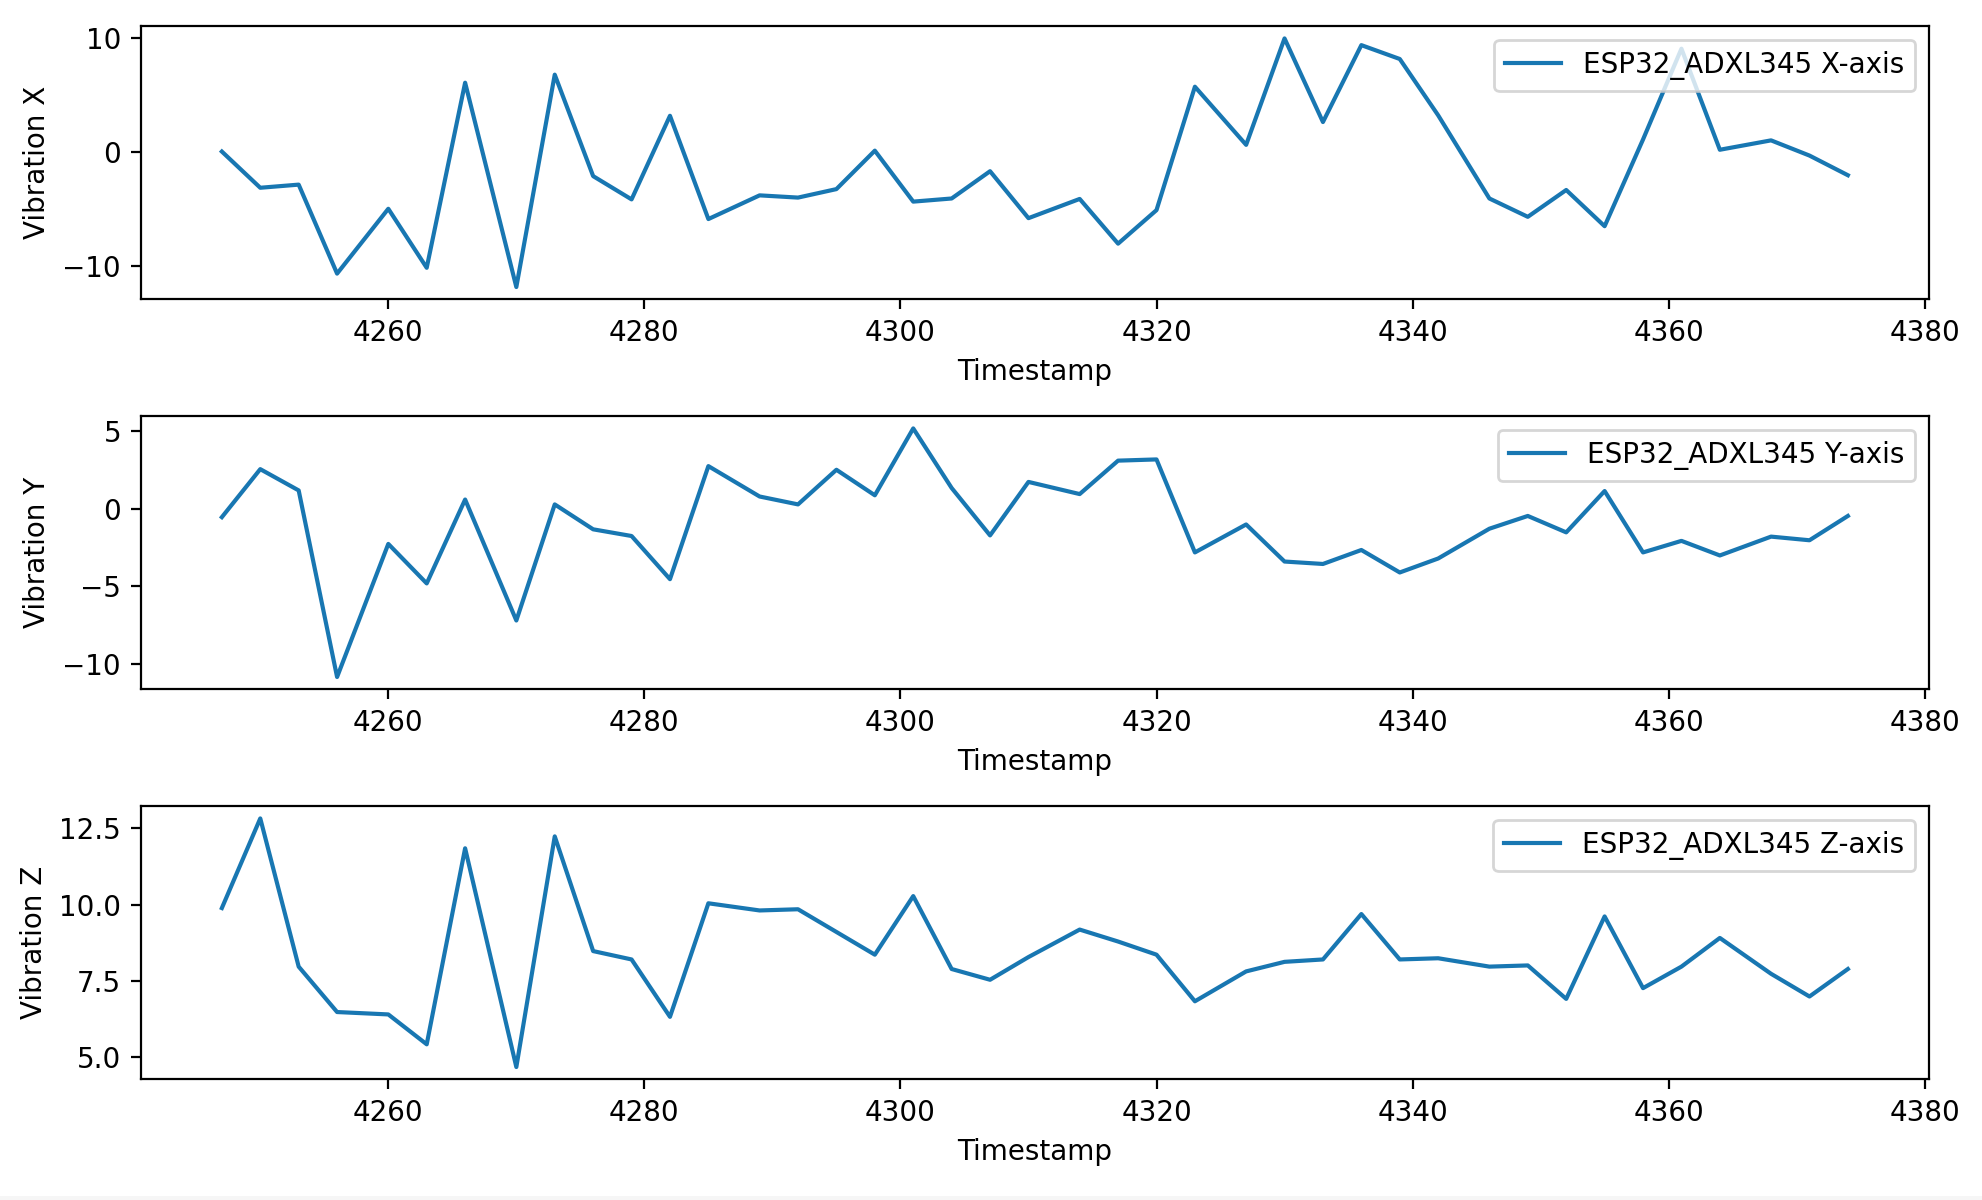 10
0
−10
Vibration X
ESP32_ADXL345 X-axis
4260 4280 4300 4320 4340 4360 4380
Timestamp
5
0
−5
−10
Vibration Y
ESP32_ADXL345 Y-axis
4260 4280 4300 4320 4340 4360 4380
Timestamp
12.5
10.0
7.5
5.0
Vibration Z
ESP32_ADXL345 Z-axis
4260 4280 4300 4320 4340 4360 4380
Timestamp